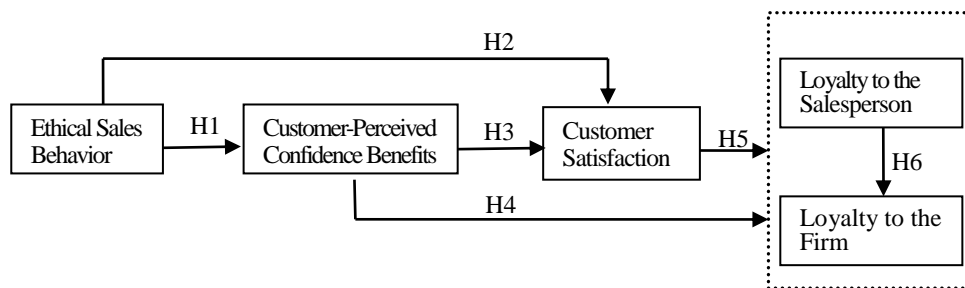 H2
Ethical Sales
Behavior
H1
Customer-Perceived
Confidence Benefits
H3
Customer
Satisfaction
H5
H4
Loyalty to the
Salesperson
H6
Loyalty to the
Firm